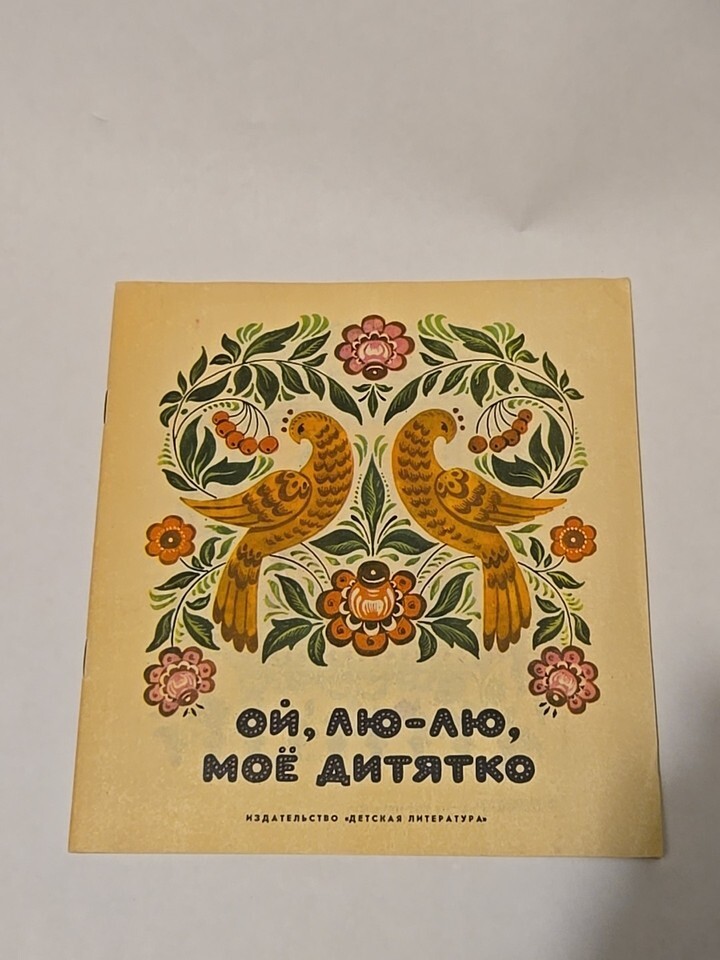 ОЙ, ЛЮ-ЛЮ,
МОЁ ДИТЯТКО
ИЗДАТЕЛЬСТВО «ДЕТСКАЯ ЛИТЕРАТУРА»